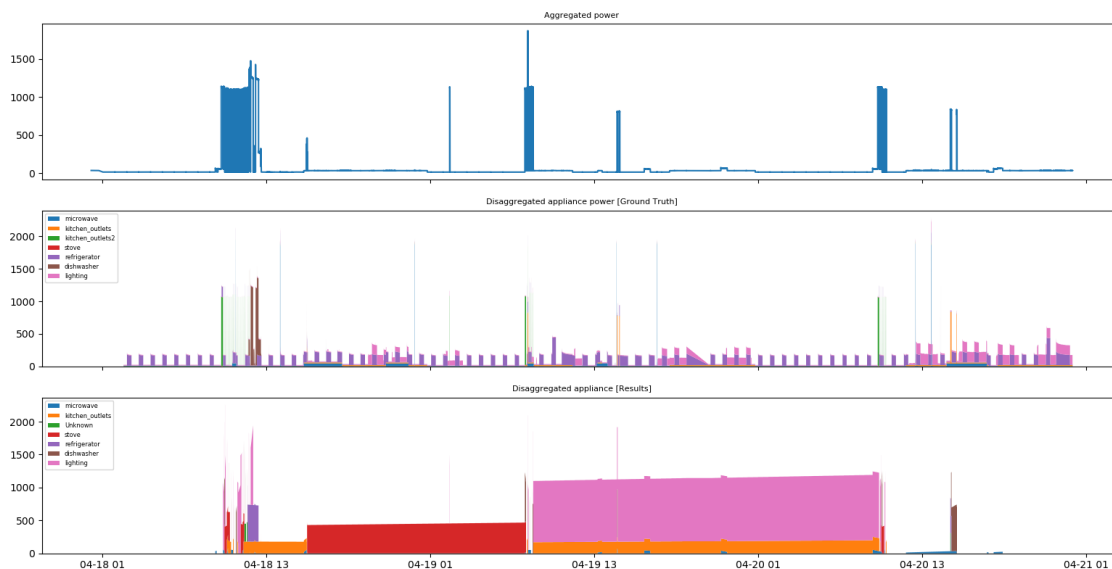 Aggregated power
1500
1000
500
0
04-18 01
04-18 13
04-19 01
04-19 13
04-20 01
04-20 13
04-21 01
Disaggregated appliance power [Ground Truth]
2000
1500
1000
500
0
microwave
kitchen_outlets
kitchen_outlets2
stove
refrigerator
dishwasher
lighting
Disaggregated appliance [Results]
2000
1500
1000
500
0
microwave
kitchen_outlets
Unknown
stove
refrigerator
dishwasher
lighting